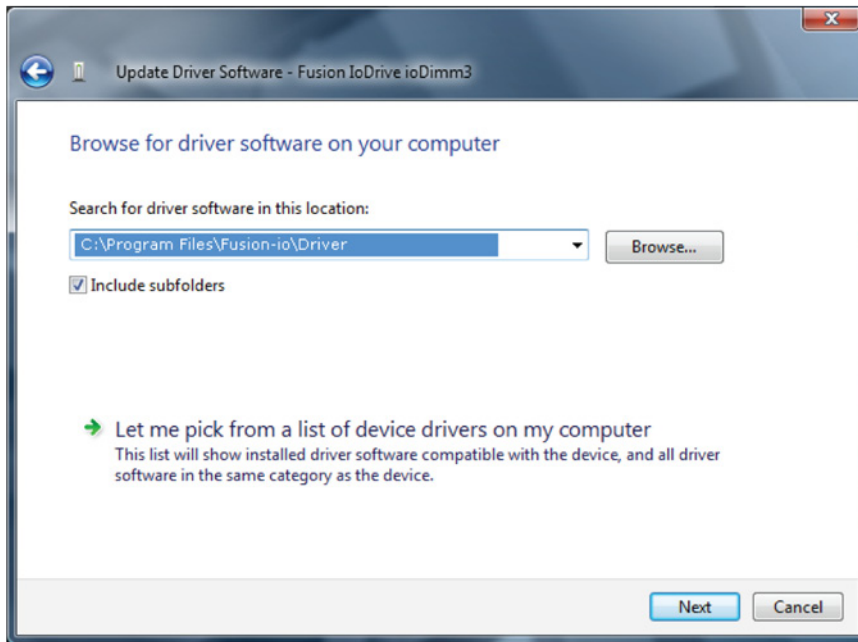 Update Driver Software - Fusion IoDrive ioDimm3
Browse for driver software on your computer
Search for driver software in this location:
C:\Program Files\Fusion-io\Driver
Browse...
Include subfolders
Let me pick from a list of device drivers on my computer
This list will show installed driver software compatible with the device, and all driver
software in the same category as the device.
Next
Cancel